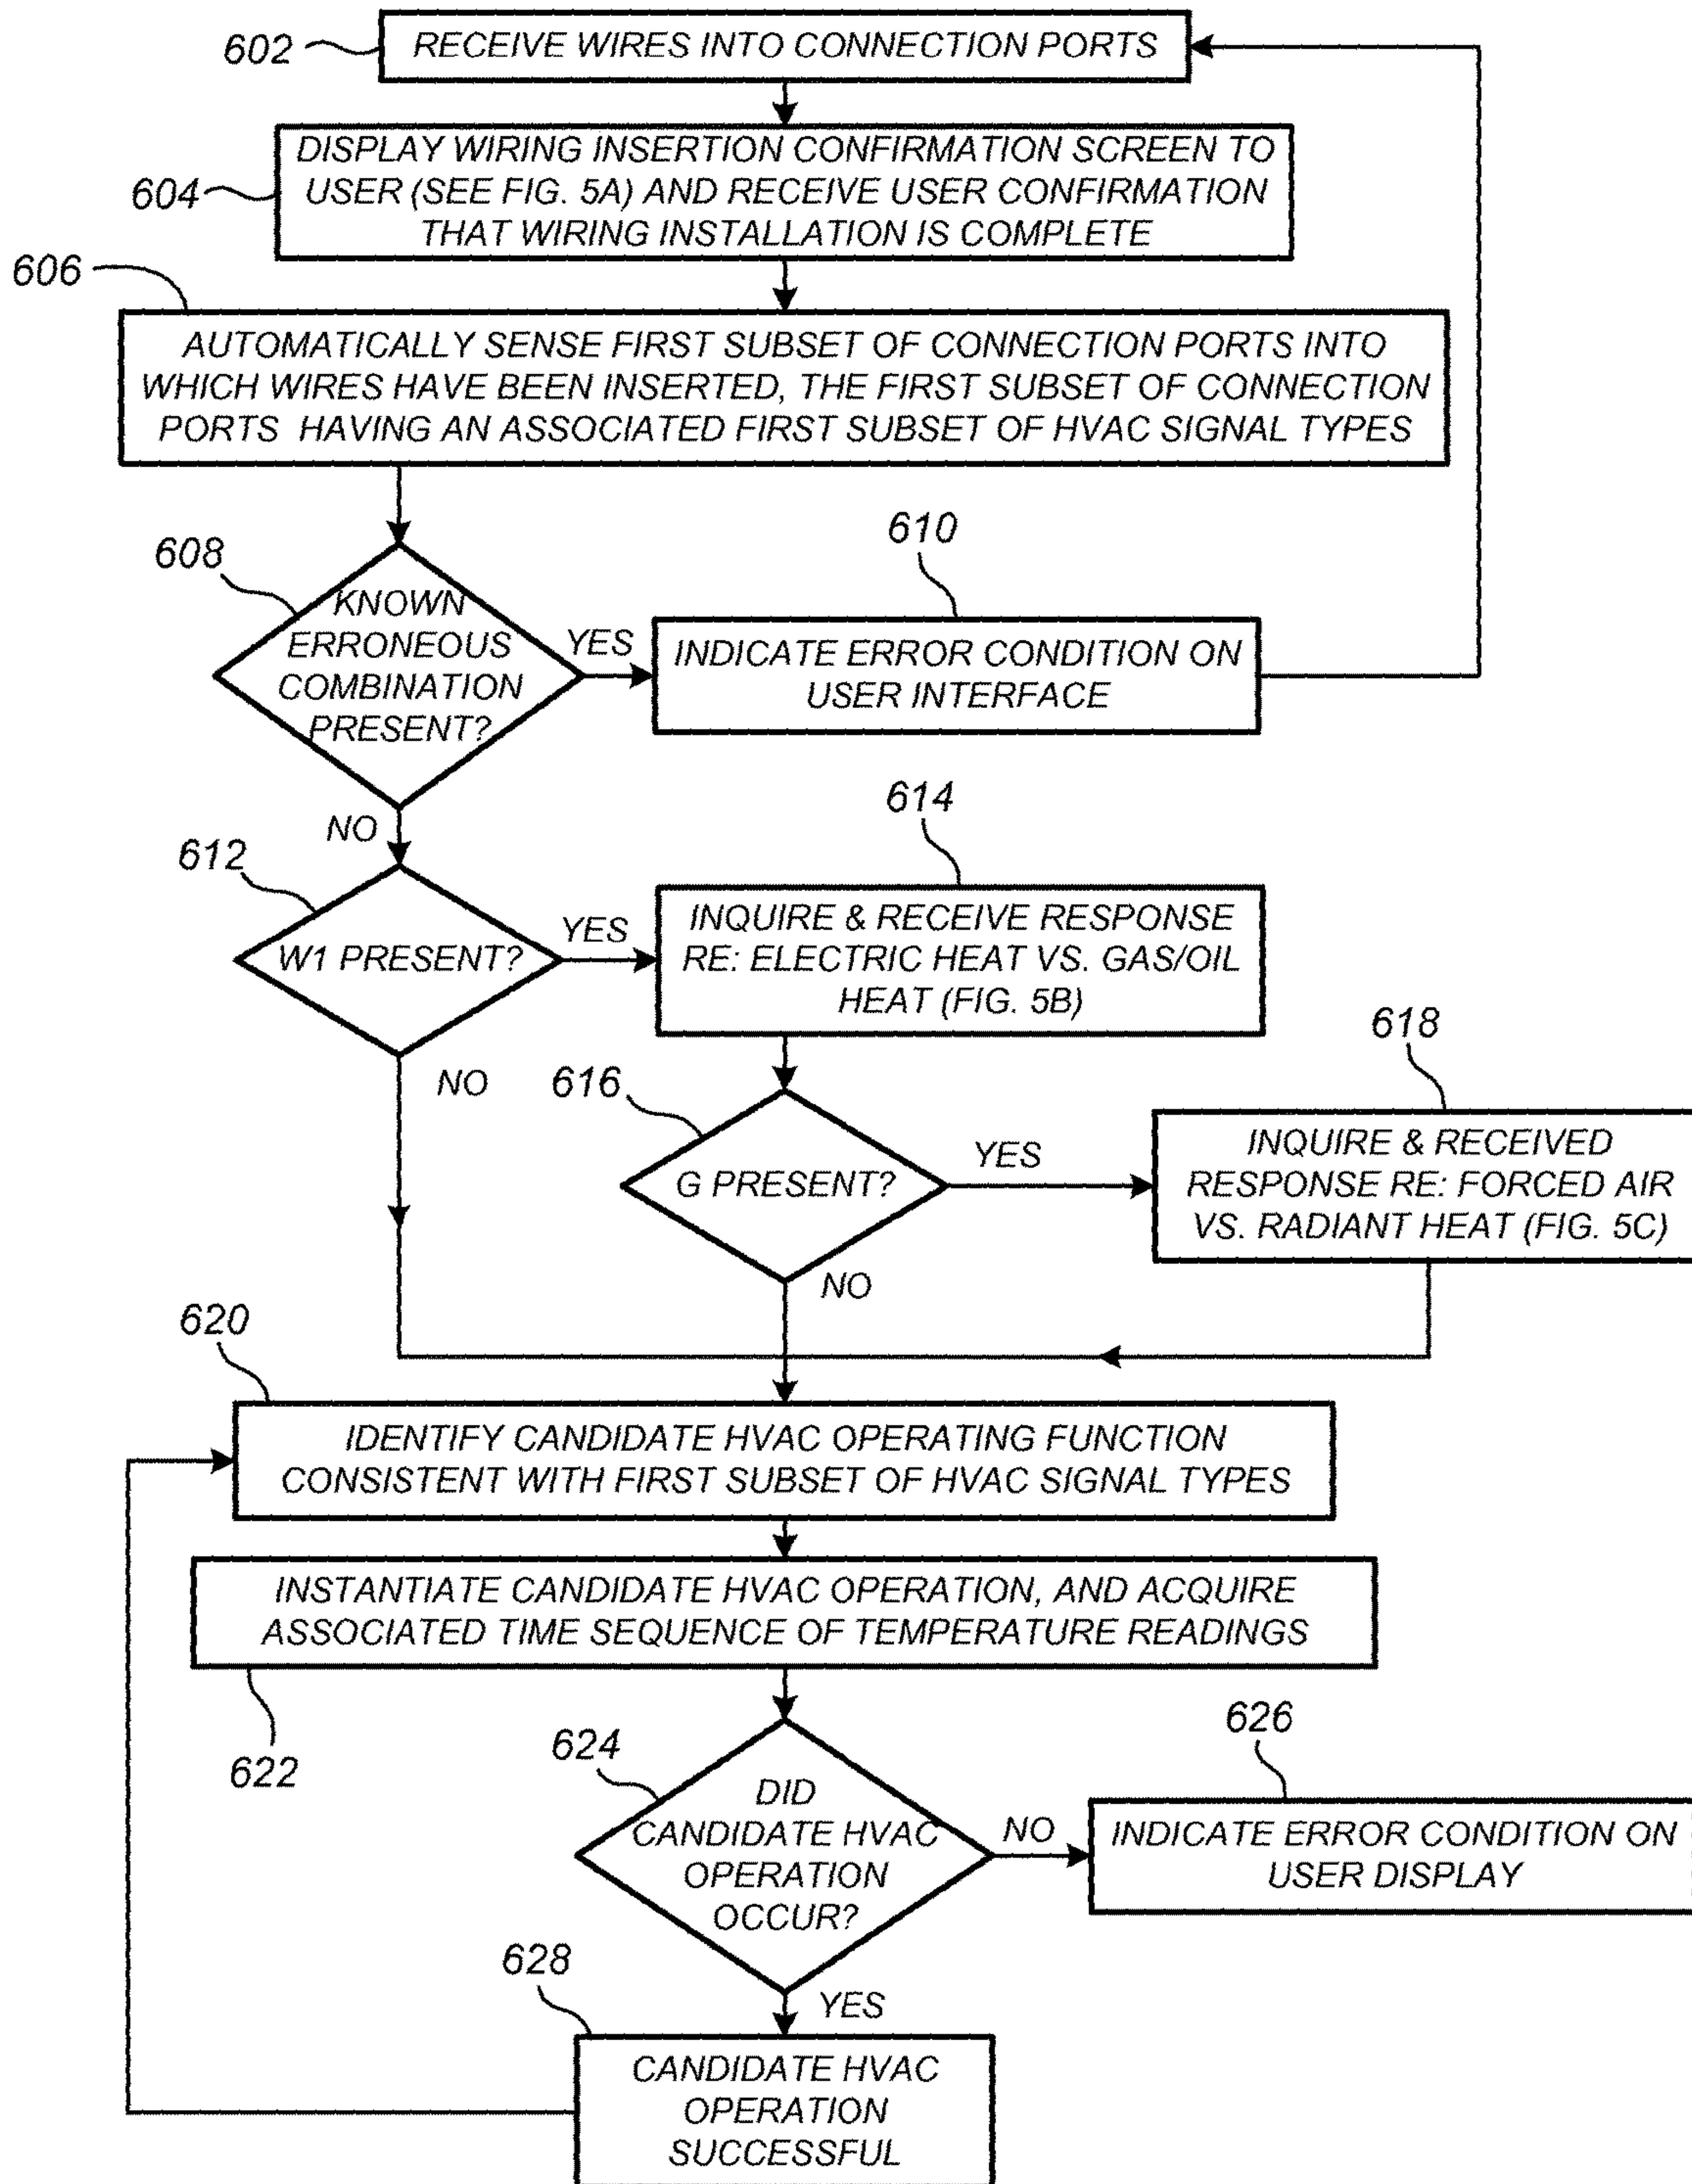 602
RECEIVE WIRES INTO CONNECTION PORTS
604
DISPLAY WIRING INSERTION CONFIRMATION SCREEN TO
USER (SEE FIG. 5A) AND RECEIVE USER CONFIRMATION
THAT WIRING INSTALLATION IS COMPLETE
606
AUTOMATICALLY SENSE FIRST SUBSET OF CONNECTION PORTS INTO
WHICH WIRES HAVE BEEN INSERTED, THE FIRST SUBSET OF CONNECTION
PORTS HAVING AN ASSOCIATED FIRST SUBSET OF HVAC SIGNAL TYPES
608
KNOWN
ERRONEOUS
COMBINATION
PRESENT?
YES
610
INDICATE ERROR CONDITION ON
USER INTERFACE
NO
612
W1 PRESENT?
YES
614
INQUIRE & RECEIVE RESPONSE
RE: ELECTRIC HEAT VS. GAS/OIL
HEAT (FIG. 5B)
NO
616
G PRESENT?
YES
618
INQUIRE & RECEIVED
RESPONSE RE: FORCED AIR
VS. RADIANT HEAT (FIG. 5C)
NO
620
IDENTIFY CANDIDATE HVAC OPERATING FUNCTION
CONSISTENT WITH FIRST SUBSET OF HVAC SIGNAL TYPES
INSTANTIATE CANDIDATE HVAC OPERATION, AND ACQUIRE
ASSOCIATED TIME SEQUENCE OF TEMPERATURE READINGS
622
624
DID
CANDIDATE HVAC
OPERATION
OCCUR?
NO
626
INDICATE ERROR CONDITION ON
USER DISPLAY
YES
628
CANDIDATE HVAC
OPERATION
SUCCESSFUL